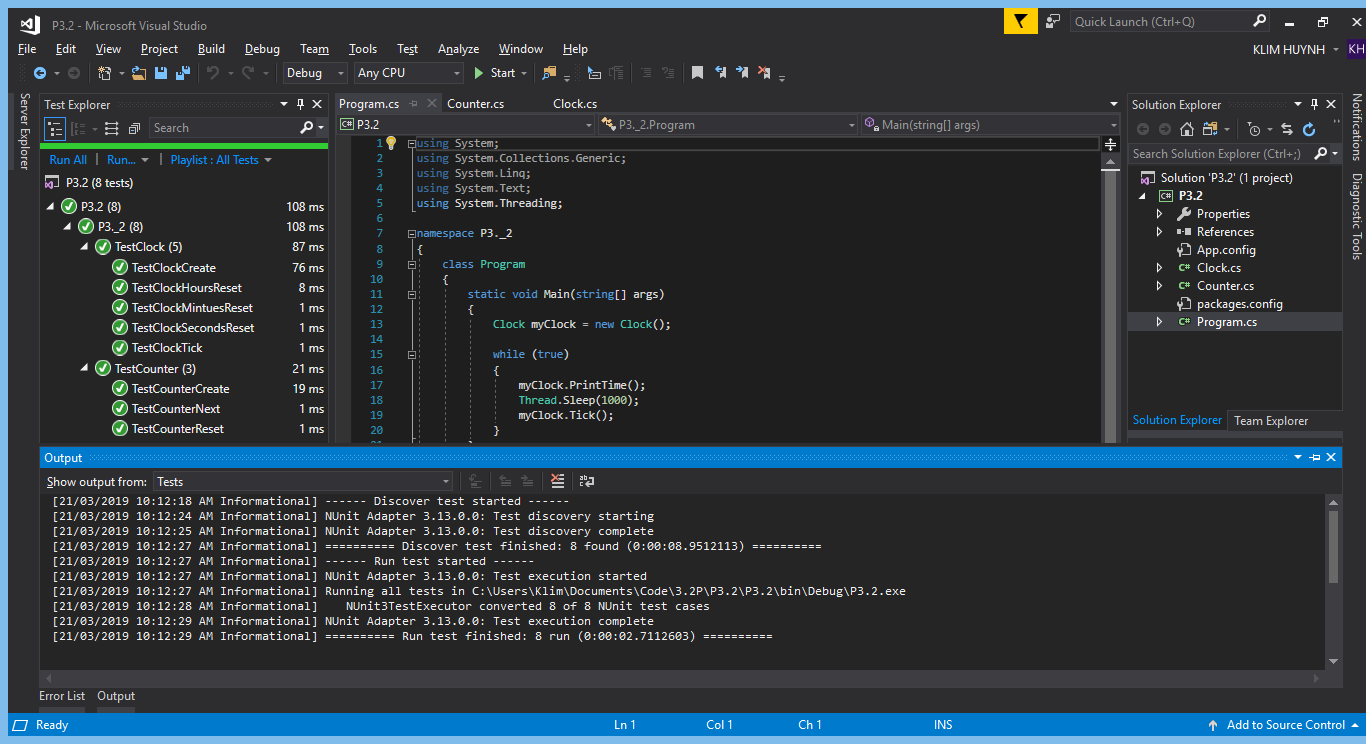 P3.2 - Microsoft Visual Studio
Quick Launch (Ctrl+Q)
File Edit View Project Build Debug Team Tools Test Analyze Window Help
KLIM HUYNH KH
Debug Any CPU Start
Server Explorer
Test Explorer
Search
Run All | Run... | Playlist : All Tests
P3.2 (8 tests)
P3.2 (8) 108 ms
P3._2 (8) 108 ms
TestClock (5) 87 ms
TestClockCreate 76 ms
TestClockHoursReset 8 ms
TestClockMintuesReset 1 ms
TestClockSecondsReset 1 ms
TestClockTick 1 ms
TestCounter (3) 21 ms
TestCounterCreate 19 ms
TestCounterNext 1 ms
TestCounterReset 1 ms
Program.cs Counter.cs Clock.cs
P3.2 P3._2.Program Main(string[] args)
1 using System;
2 using System.Collections.Generic;
3 using System.Linq;
4 using System.Text;
5 using System.Threading;
6
7 namespace P3._2
8 {
9 class Program
10 {
11 static void Main(string[] args)
12 {
13 Clock myClock = new Clock();
14
15 while (true)
16 {
17 myClock.PrintTime();
18 Thread.Sleep(1000);
19 myClock.Tick();
20 }
Solution Explorer
Search Solution Explorer (Ctrl+;)
Solution 'P3.2' (1 project)
C# P3.2
Properties
References
App.config
C# Clock.cs
C# Counter.cs
packages.config
C# Program.cs
Solution Explorer Team Explorer
Notifications
Diagnostic Tools
Output
Show output from: Tests
[21/03/2019 10:12:18 AM Informational] ------ Discover test started ------
[21/03/2019 10:12:24 AM Informational] NUnit Adapter 3.13.0.0: Test discovery starting
[21/03/2019 10:12:25 AM Informational] NUnit Adapter 3.13.0.0: Test discovery complete
[21/03/2019 10:12:27 AM Informational] ========== Discover test finished: 8 found (0:00:08.9512113) ==========
[21/03/2019 10:12:27 AM Informational] ------ Run test started ------
[21/03/2019 10:12:27 AM Informational] NUnit Adapter 3.13.0.0: Test execution started
[21/03/2019 10:12:27 AM Informational] Running all tests in C:\Users\Klim\Documents\Code\3.2P\P3.2\P3.2\bin\Debug\P3.2.exe
[21/03/2019 10:12:28 AM Informational] NUnit3TestExecutor converted 8 of 8 NUnit test cases
[21/03/2019 10:12:29 AM Informational] NUnit Adapter 3.13.0.0: Test execution complete
[21/03/2019 10:12:29 AM Informational] ========== Run test finished: 8 run (0:00:02.7112603) ==========
Error List Output
Ready Ln 1 Col 1 Ch 1 INS Add to Source Control